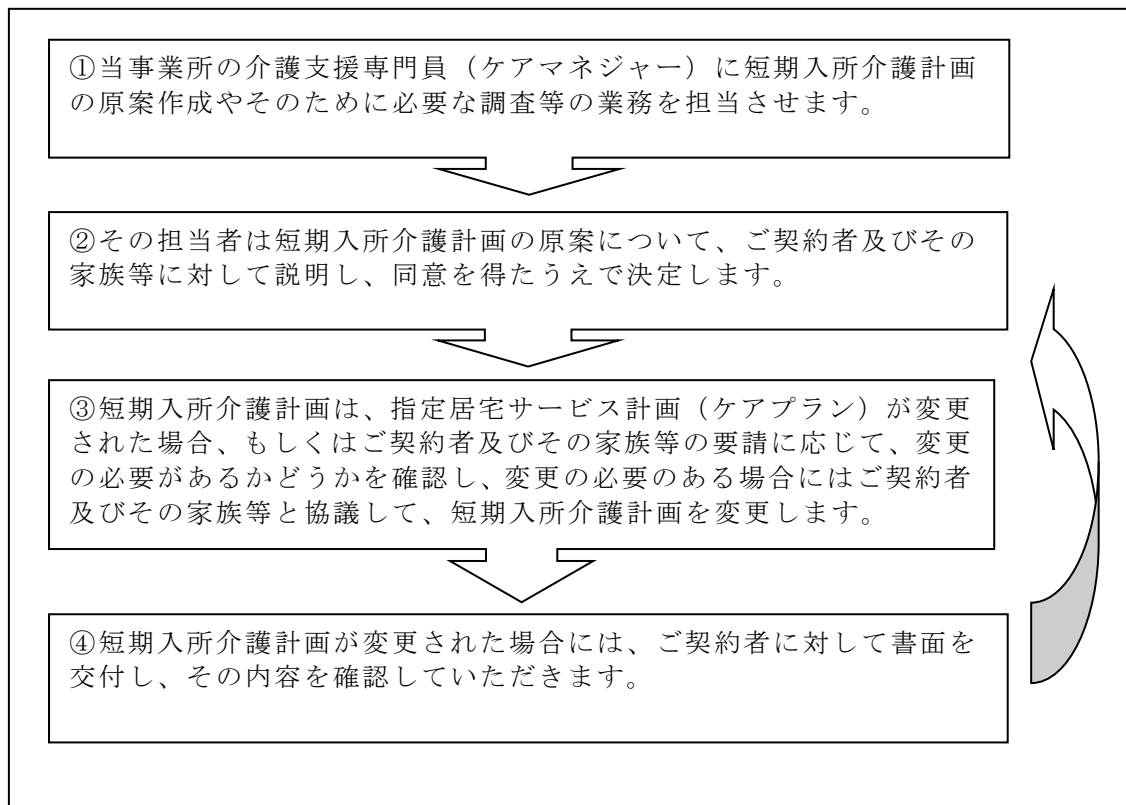 ①当事業所の介護支援専門員（ケアマネジャー）に短期入所介護計画
の原案作成やそのために必要な調査等の業務を担当させます。
②その担当者は短期入所介護計画の原案について、ご契約者及びその
家族等に対して説明し、同意を得たうえで決定します。
③短期入所介護計画は、指定居宅サービス計画（ケアプラン）が変更
された場合、もしくはご契約者及びその家族等の要請に応じて、変更
の必要があるかどうかを確認し、変更の必要のある場合にはご契約者
及びその家族等と協議して、短期入所介護計画を変更します。
④短期入所介護計画が変更された場合には、ご契約者に対して書面を
交付し、その内容を確認していただきます。